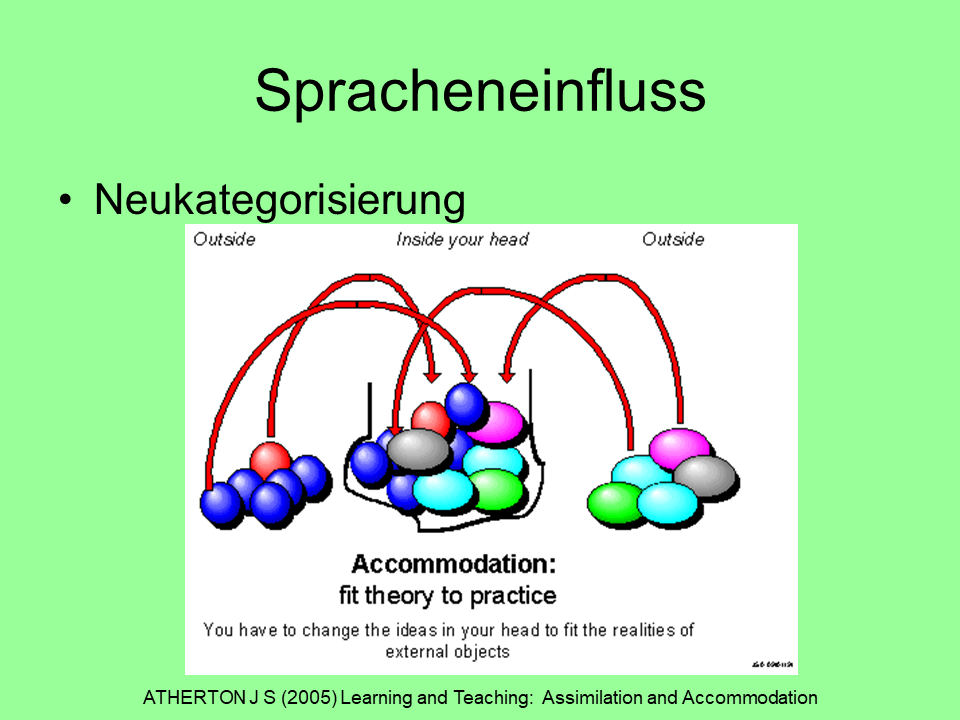 Spracheneinfluss
• Neukategorisierung
Outside Inside your head Outside
Accommodation:
fit theory to practice
You have to change the ideas in your head to fit the realities of
external objects
ATHERTON J S (2005) Learning and Teaching: Assimilation and Accommodation